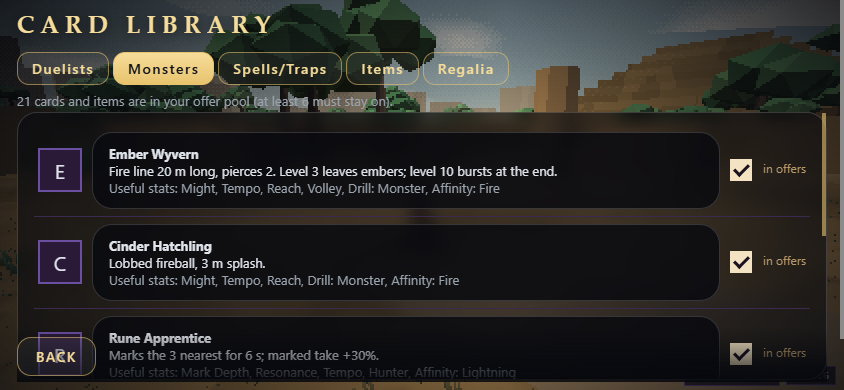 CARD LIBRARY
Duelists Monsters Spells/Traps Items Regalia
21 cards and items are in your offer pool (at least 6 must stay on).
E
Ember Wyvern
Fire line 20 m long, pierces 2. Level 3 leaves embers; level 10 bursts at the end.
Useful stats: Might, Tempo, Reach, Volley, Drill: Monster, Affinity: Fire
in offers
C
Cinder Hatchling
Lobbed fireball, 3 m splash.
Useful stats: Might, Tempo, Reach, Drill: Monster, Affinity: Fire
in offers
R
Rune Apprentice
Marks the 3 nearest for 6 s; marked take +30%.
Useful stats: Mark Depth, Resonance, Tempo, Hunter, Affinity: Lightning
in offers
BACK